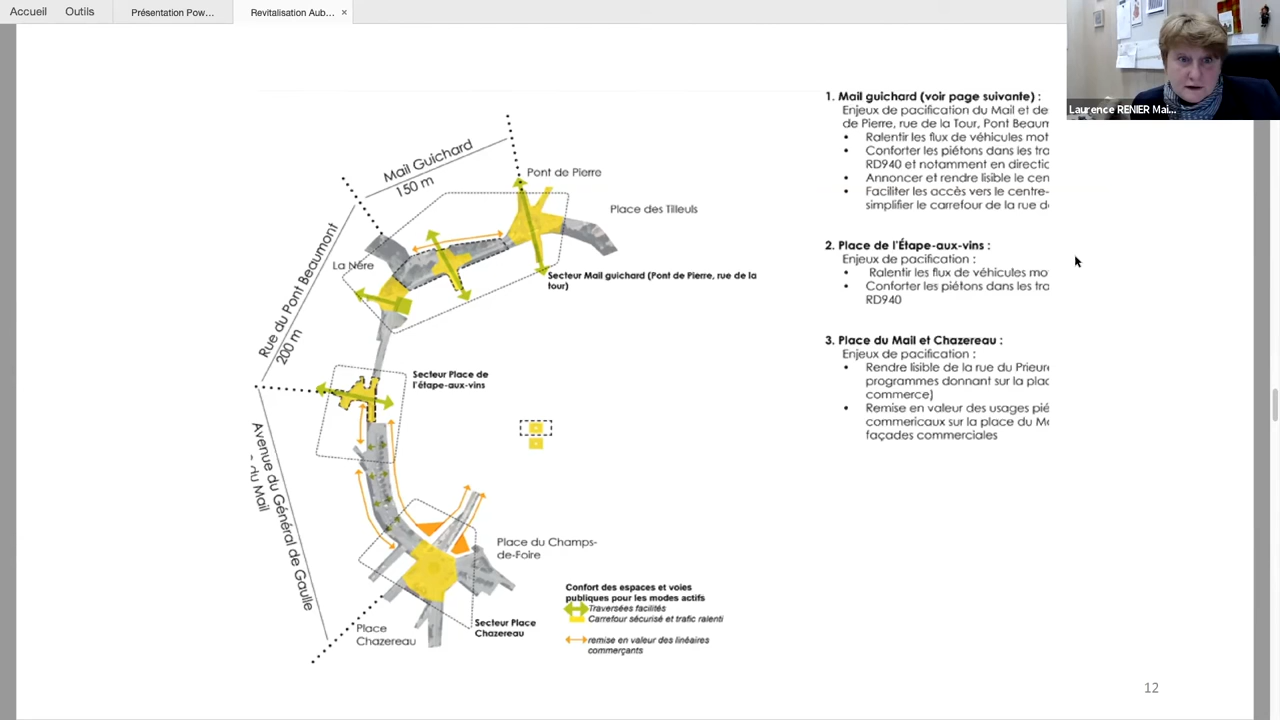 Accueil
Outils
Présentation Pow...
Revitalisation Aub...
×
Laurence RENIER Mai...
Mail Guichard
150 m
Pont de Pierre
Place des Tilleuls
La Nère
Rue du Pont Beaumont
200 m
Secteur Mail guichard (Pont de Pierre, rue de la
tour)
Secteur Place de
l'étape-aux-vins
Avenue du Général de Gaulle
du Mail
Place du Champs-
de-Foire
Secteur Place
Chazereau
Place
Chazereau
Confort des espaces et voies
publiques pour les modes actifs
Traversées facilités
Carrefour sécurisé et trafic ralenti
remise en valeur des linéaires
commerçants
1. Mail guichard (voir page suivante) :
Enjeux de pacification du Mail et de
de Pierre, rue de la Tour, Pont Beaum
• Ralentir les flux de véhicules mot
• Conforter les piétons dans les tra
RD940 et notamment en directic
• Annoncer et rendre lisible le cen
• Faciliter les accès vers le centre-
simplifier le carrefour de la rue d
2. Place de l'Étape-aux-vins :
Enjeux de pacification :
• Ralentir les flux de véhicules mo
• Conforter les piétons dans les tra
RD940
3. Place du Mail et Chazereau :
Enjeux de pacification :
• Rendre lisible de la rue du Prieuré
programmes donnant sur la plac
commerce)
• Remise en valeur des usages pié
commericaux sur la place du Ma
façades commerciales
12